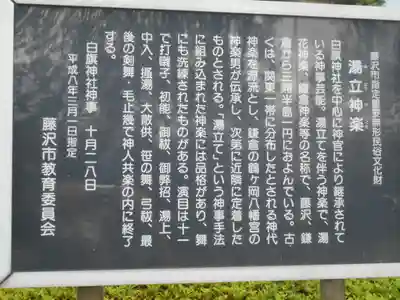 藤沢市指定重要無形民俗文化財
湯立神楽
白旗神社を中心に神官により継承されて
いる神事芸能。湯立てを伴う神楽で、湯
花神楽、鎌倉神楽等の名称で、藤沢、鎌
倉から三浦半島一円におよんでいる。古
くは、関東一帯に分布したとされる神代
神楽を源流とし、鎌倉の鶴ヶ岡八幡宮の
神楽男が伝承し、次第に近隣に定着した
ものとされる。「湯立て」という神事手法
に組み込まれた神楽には品格があり、舞
にも洗練されたものがある。演目は十一
で打囃子、初能、御祓、御幣招、湯上、
中入、掻湯、大散供、笹の舞、弓祓、最
後の剣舞・毛止幾で神人共楽の内に終了
する。
白旗神社神事 十月二八日
平成八年三月二日指定
藤沢市教育委員会